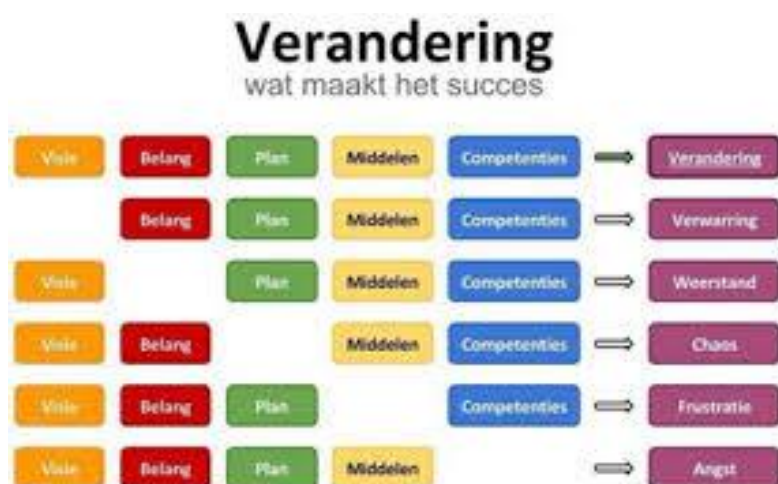 Verandering
wat maakt het succes
Visie Belang Plan Middelen Competenties Verandering
Belang Plan Middelen Competenties Verwarring
Visie Plan Middelen Competenties Weerstand
Visie Belang Middelen Competenties Chaos
Visie Belang Plan Competenties Frustratie
Visie Belang Plan Middelen Angst